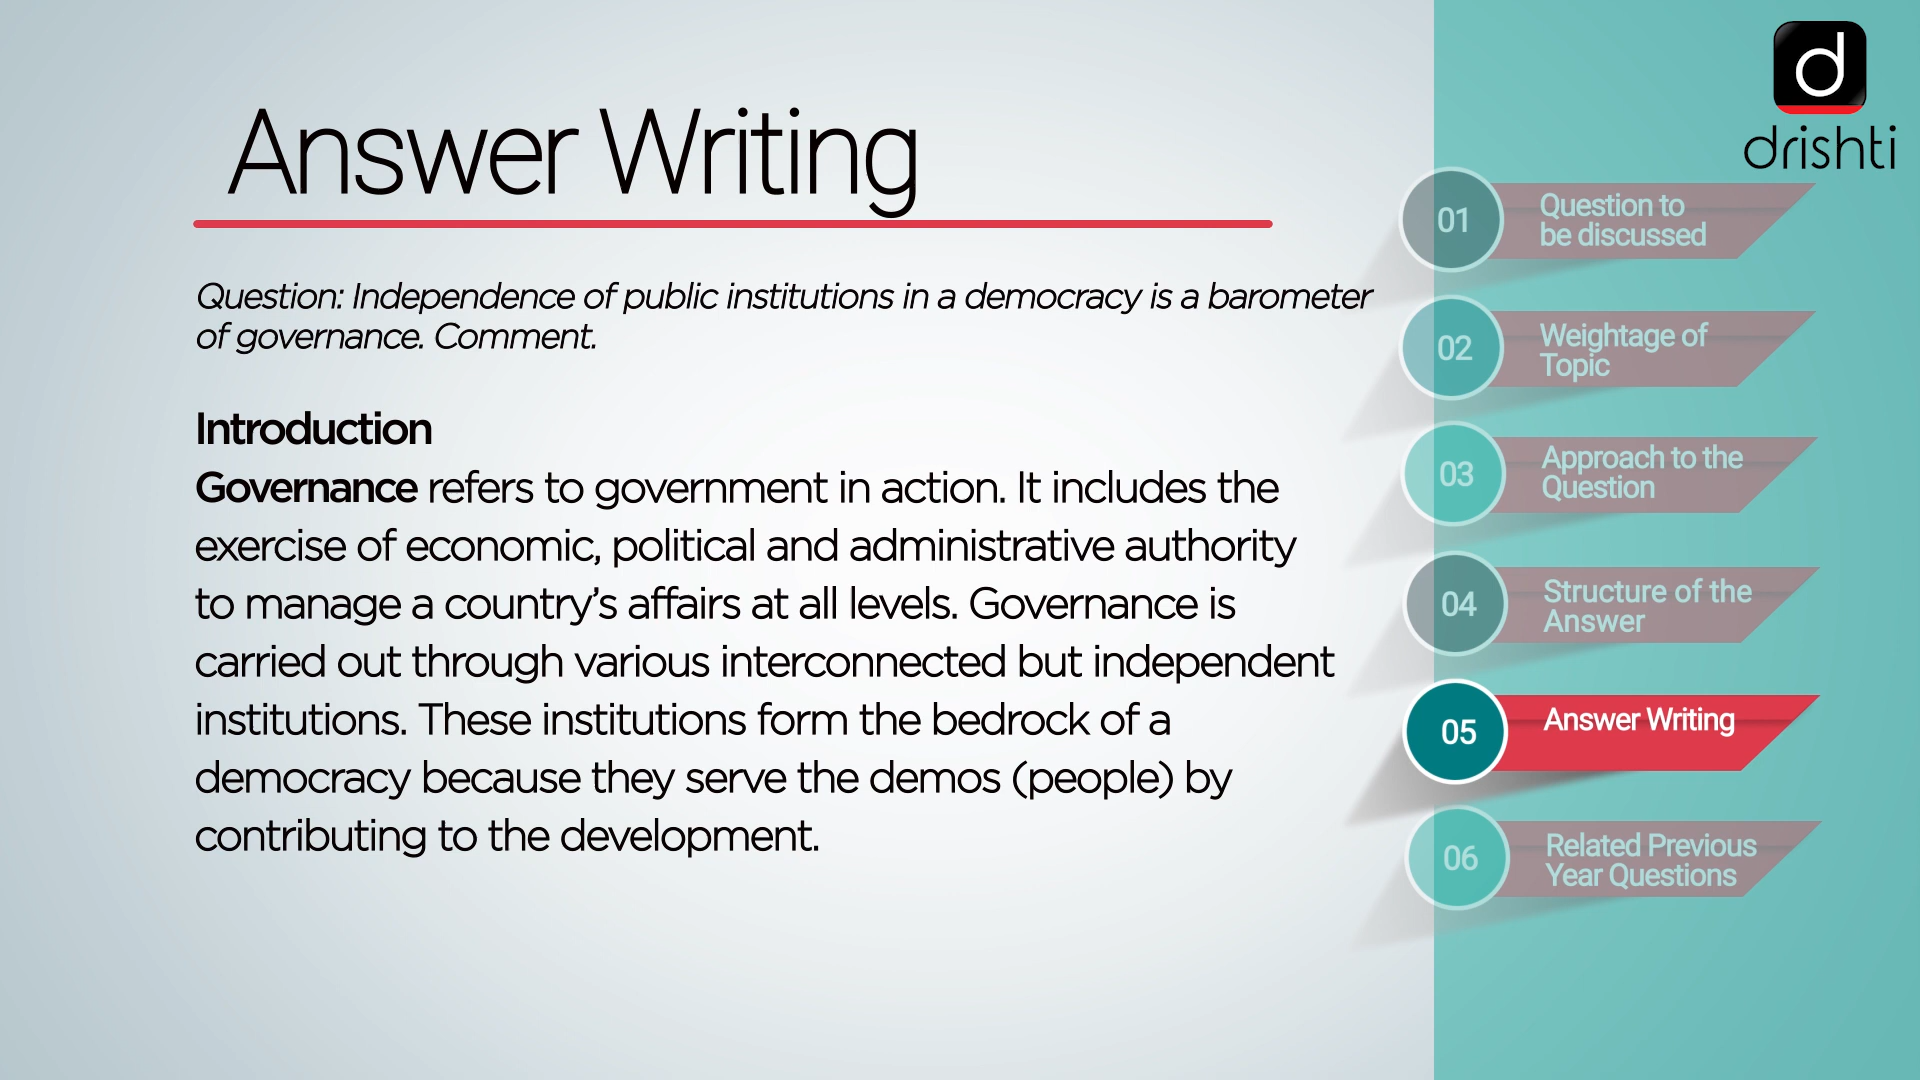 Answer Writing
Question: Independence of public institutions in a democracy is a barometer
of governance. Comment.
Introduction
Governance refers to government in action. It includes the
exercise of economic, political and administrative authority
to manage a country’s affairs at all levels. Governance is
carried out through various interconnected but independent
institutions. These institutions form the bedrock of a
democracy because they serve the demos (people) by
contributing to the development.
d
drishti
01
Question to
be discussed
02
Weightage of
Topic
03
Approach to the
Question
04
Structure of the
Answer
05
Answer Writing
06
Related Previous
Year Questions